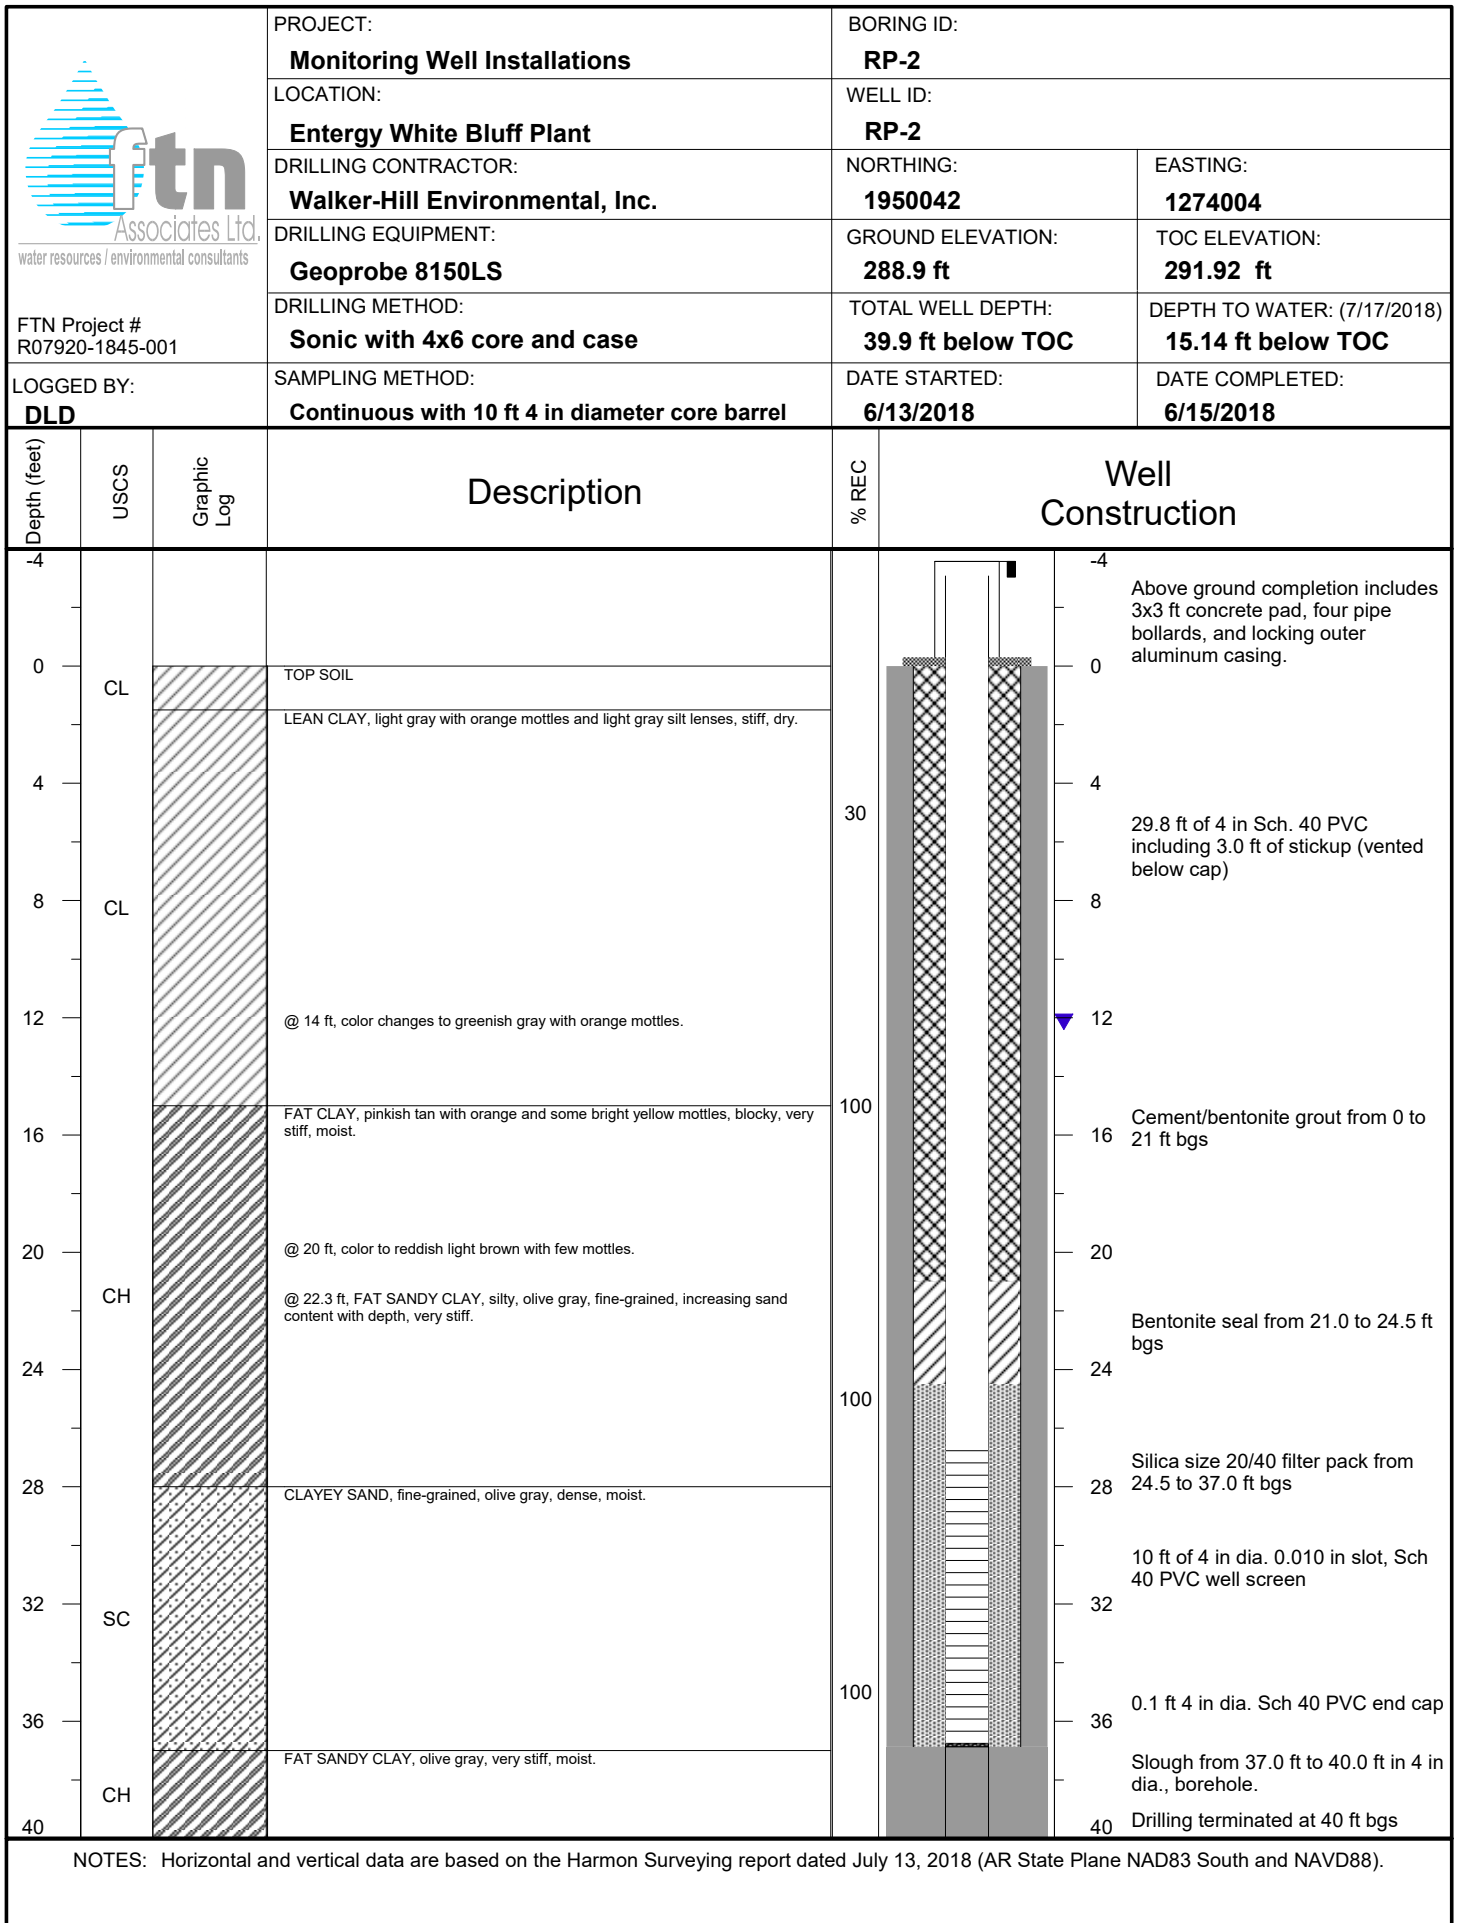 ftn
Associates Ltd.
water resources / environmental consultants
FTN Project #
R07920-1845-001
LOGGED BY:
DLD
PROJECT:
Monitoring Well Installations
LOCATION:
Entergy White Bluff Plant
DRILLING CONTRACTOR:
Walker-Hill Environmental, Inc.
DRILLING EQUIPMENT:
Geoprobe 8150LS
DRILLING METHOD:
Sonic with 4x6 core and case
SAMPLING METHOD:
Continuous with 10 ft 4 in diameter core barrel
BORING ID:
RP-2
WELL ID:
RP-2
NORTHING:
1950042
EASTING:
1274004
GROUND ELEVATION:
288.9 ft
TOC ELEVATION:
291.92 ft
TOTAL WELL DEPTH:
39.9 ft below TOC
DEPTH TO WATER: (7/17/2018)
15.14 ft below TOC
DATE STARTED:
6/13/2018
DATE COMPLETED:
6/15/2018
Depth (feet)
USCS
Graphic
Log
Description
% REC
Well
Construction
-4
0
4
8
12
16
20
24
28
32
36
40
CL
CL
CH
SC
CH
TOP SOIL
LEAN CLAY, light gray with orange mottles and light gray silt lenses, stiff, dry.
@ 14 ft, color changes to greenish gray with orange mottles.
FAT CLAY, pinkish tan with orange and some bright yellow mottles, blocky, very
stiff, moist.
@ 20 ft, color to reddish light brown with few mottles.
@ 22.3 ft, FAT SANDY CLAY, silty, olive gray, fine-grained, increasing sand
content with depth, very stiff.
CLAYEY SAND, fine-grained, olive gray, dense, moist.
FAT SANDY CLAY, olive gray, very stiff, moist.
30
100
100
100
-4
0
4
8
12
16
20
24
28
32
36
40
Above ground completion includes
3x3 ft concrete pad, four pipe
bollards, and locking outer
aluminum casing.
29.8 ft of 4 in Sch. 40 PVC
including 3.0 ft of stickup (vented
below cap)
Cement/bentonite grout from 0 to
21 ft bgs
Bentonite seal from 21.0 to 24.5 ft
bgs
Silica size 20/40 filter pack from
24.5 to 37.0 ft bgs
10 ft of 4 in dia. 0.010 in slot, Sch
40 PVC well screen
0.1 ft 4 in dia. Sch 40 PVC end cap
Slough from 37.0 ft to 40.0 ft in 4 in
dia., borehole.
Drilling terminated at 40 ft bgs
NOTES: Horizontal and vertical data are based on the Harmon Surveying report dated July 13, 2018 (AR State Plane NAD83 South and NAVD88).